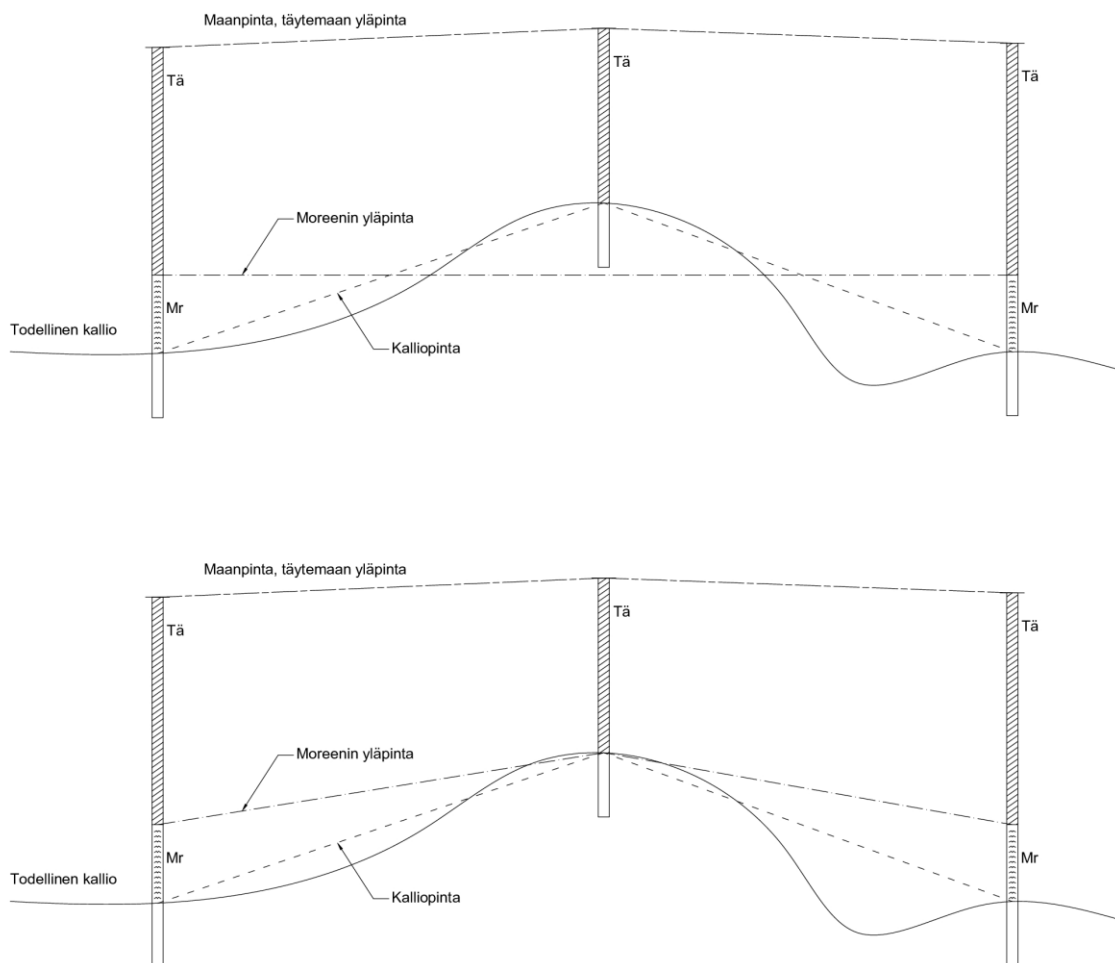 Maanpinta, täytemaan yläpinta
Tä
Tä
Tä
Moreenin yläpinta
Mr
Mr
Todellinen kallio
Kalliopinta
Maanpinta, täytemaan yläpinta
Tä
Tä
Tä
Moreenin yläpinta
Mr
Mr
Todellinen kallio
Kalliopinta